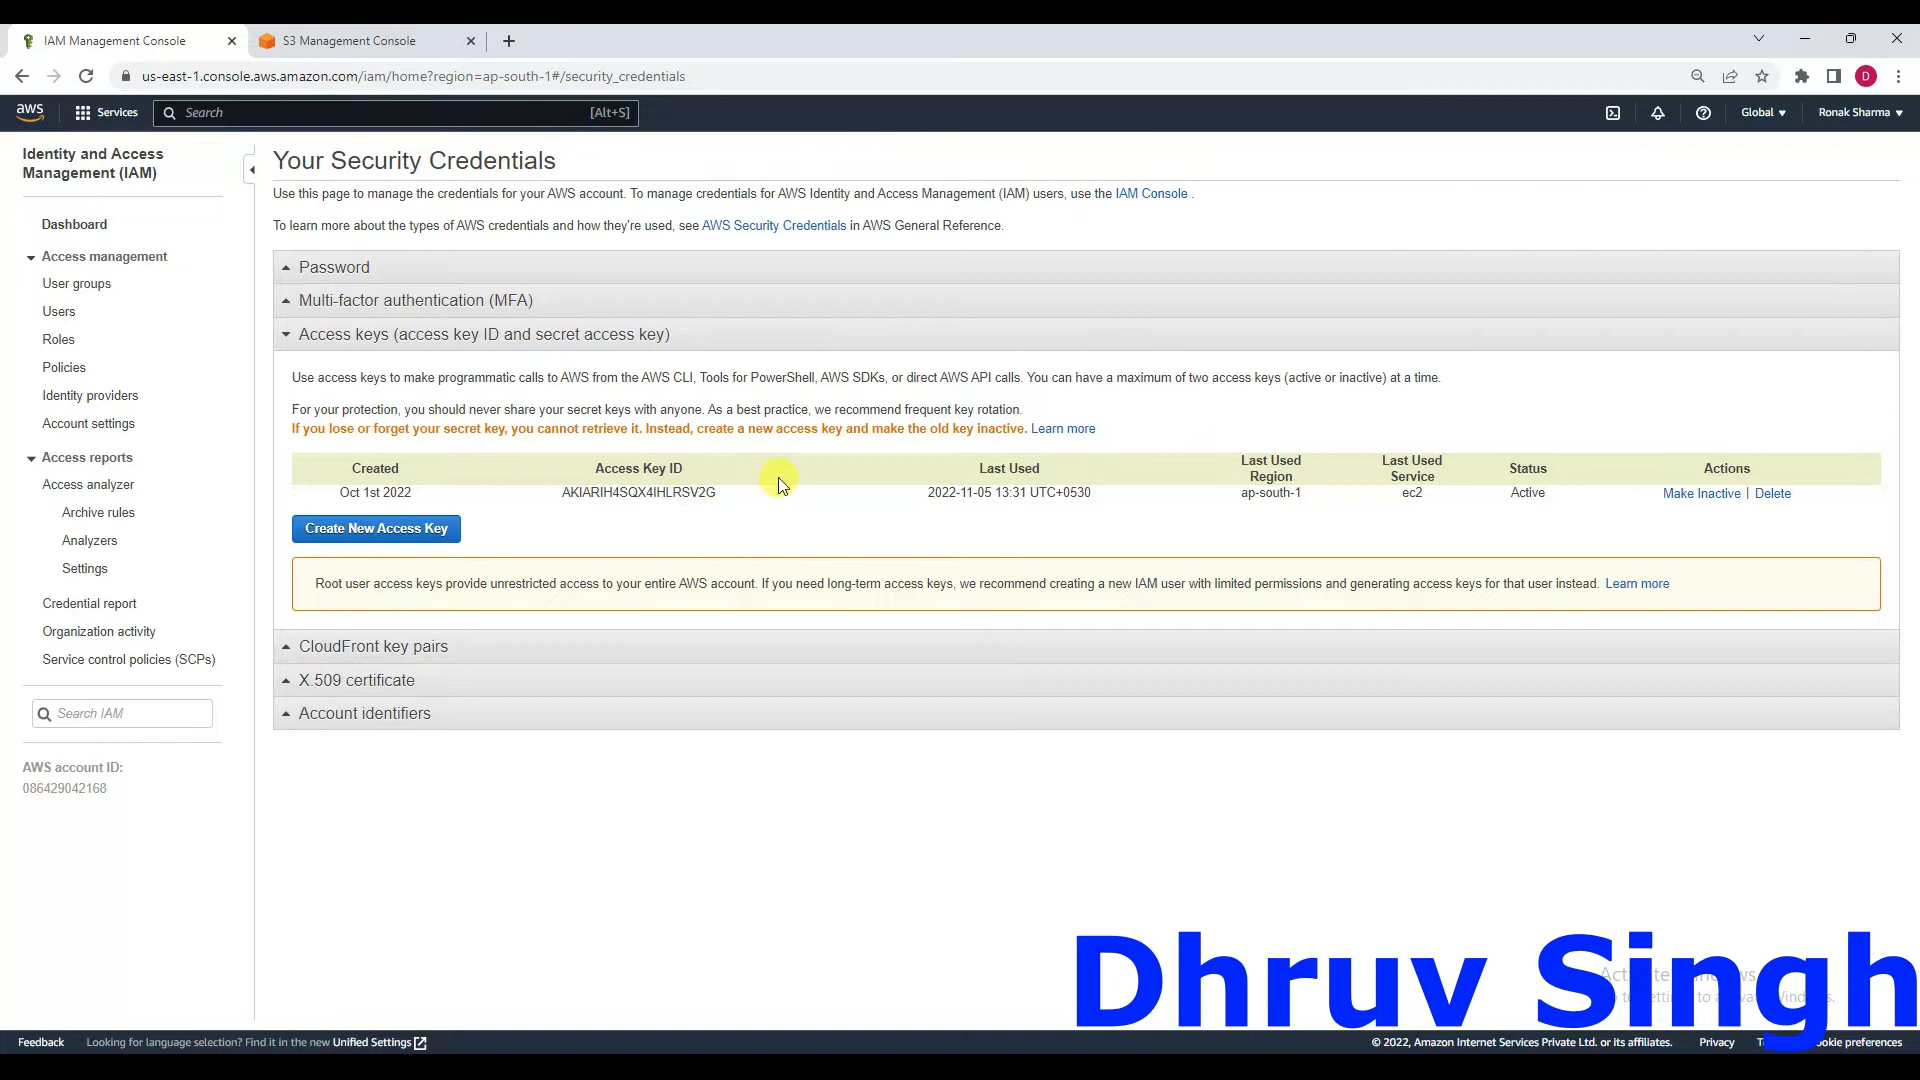 IAM Management Console
S3 Management Console
us-east-1.console.aws.amazon.com/iam/home?region=ap-south-1#/security_credentials
D
aws
Services
Search
[Alt+S]
Global
Ronak Sharma
Identity and Access
Management (IAM)
Dashboard
Access management
User groups
Users
Roles
Policies
Identity providers
Account settings
Access reports
Access analyzer
Archive rules
Analyzers
Settings
Credential report
Organization activity
Service control policies (SCPs)
Search IAM
AWS account ID:
086429042168
Your Security Credentials
Use this page to manage the credentials for your AWS account. To manage credentials for AWS Identity and Access Management (IAM) users, use the IAM Console .
To learn more about the types of AWS credentials and how they're used, see AWS Security Credentials in AWS General Reference.
Password
Multi-factor authentication (MFA)
Access keys (access key ID and secret access key)
Use access keys to make programmatic calls to AWS from the AWS CLI, Tools for PowerShell, AWS SDKs, or direct AWS API calls. You can have a maximum of two access keys (active or inactive) at a time.
For your protection, you should never share your secret keys with anyone. As a best practice, we recommend frequent key rotation.
If you lose or forget your secret key, you cannot retrieve it. Instead, create a new access key and make the old key inactive. Learn more
Created Access Key ID Last Used Last Used Region Last Used Service Status Actions
Oct 1st 2022 AKIARIH4SQX4IHLRSV2G 2022-11-05 13:31 UTC+0530 ap-south-1 ec2 Active Make Inactive | Delete
Create New Access Key
Root user access keys provide unrestricted access to your entire AWS account. If you need long-term access keys, we recommend creating a new IAM user with limited permissions and generating access keys for that user instead. Learn more
CloudFront key pairs
X.509 certificate
Account identifiers
Dhruv Singh
Feedback
Looking for language selection? Find it in the new Unified Settings
© 2022, Amazon Internet Services Private Ltd. or its affiliates.
Privacy
preferences